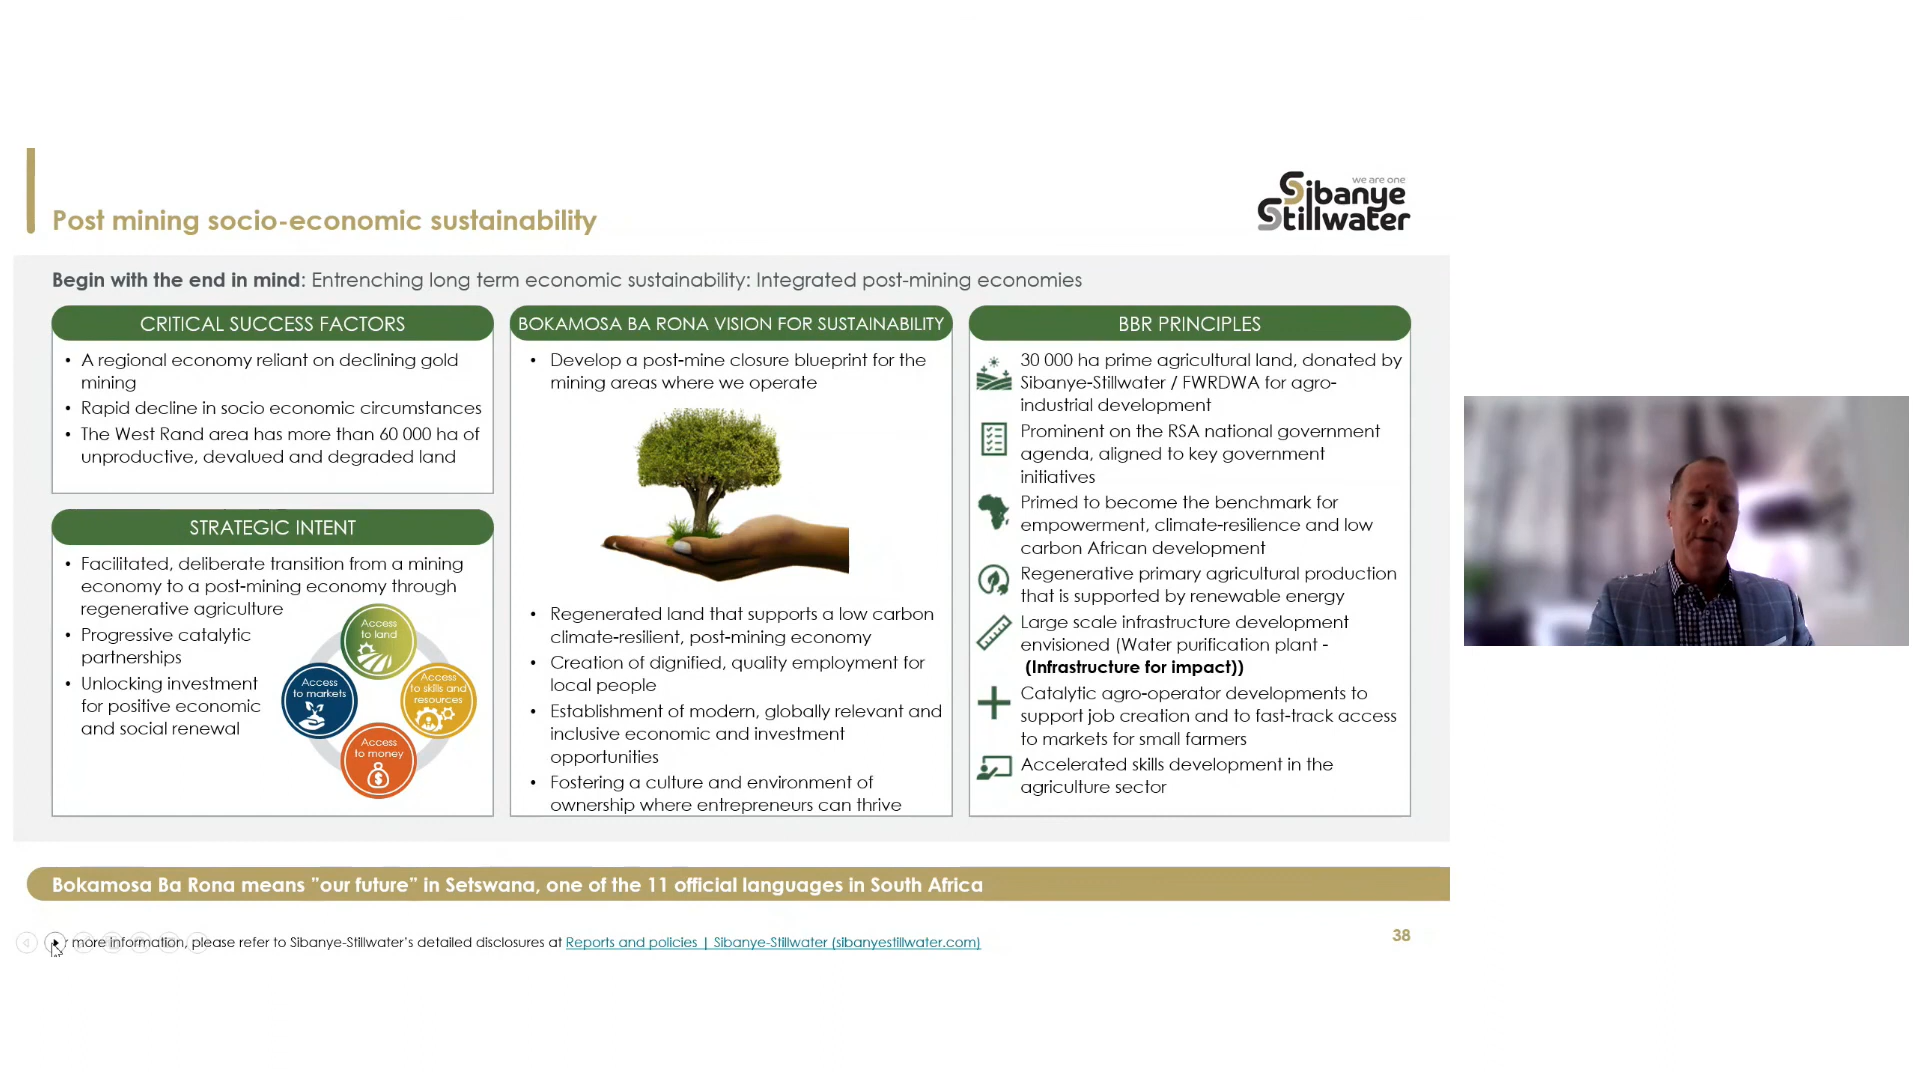 we are one
Sibanye
Stillwater
Post mining socio-economic sustainability
Begin with the end in mind: Entrenching long term economic sustainability: Integrated post-mining economies
CRITICAL SUCCESS FACTORS
• A regional economy reliant on declining gold
mining
• Rapid decline in socio economic circumstances
• The West Rand area has more than 60 000 ha of
unproductive, devalued and degraded land
STRATEGIC INTENT
• Facilitated, deliberate transition from a mining
economy to a post-mining economy through
regenerative agriculture
• Progressive catalytic
partnerships
• Unlocking investment
for positive economic
and social renewal
Access
to land
Access
to markets
Access
to skills and
resources
Access
to money
BOKAMOSA BA RONA VISION FOR SUSTAINABILITY
• Develop a post-mine closure blueprint for the
mining areas where we operate
• Regenerated land that supports a low carbon
climate-resilient, post-mining economy
• Creation of dignified, quality employment for
local people
• Establishment of modern, globally relevant and
inclusive economic and investment
opportunities
• Fostering a culture and environment of
ownership where entrepreneurs can thrive
BBR PRINCIPLES
30 000 ha prime agricultural land, donated by
Sibanye-Stillwater / FWRDWA for agro-
industrial development
Prominent on the RSA national government
agenda, aligned to key government
initiatives
Primed to become the benchmark for
empowerment, climate-resilience and low
carbon African development
Regenerative primary agricultural production
that is supported by renewable energy
Large scale infrastructure development
envisioned (Water purification plant -
(Infrastructure for impact))
Catalytic agro-operator developments to
support job creation and to fast-track access
to markets for small farmers
Accelerated skills development in the
agriculture sector
Bokamosa Ba Rona means ”our future” in Setswana, one of the 11 official languages in South Africa
more information, please refer to Sibanye-Stillwater’s detailed disclosures at Reports and policies | Sibanye-Stillwater (sibanyestillwater.com)
38